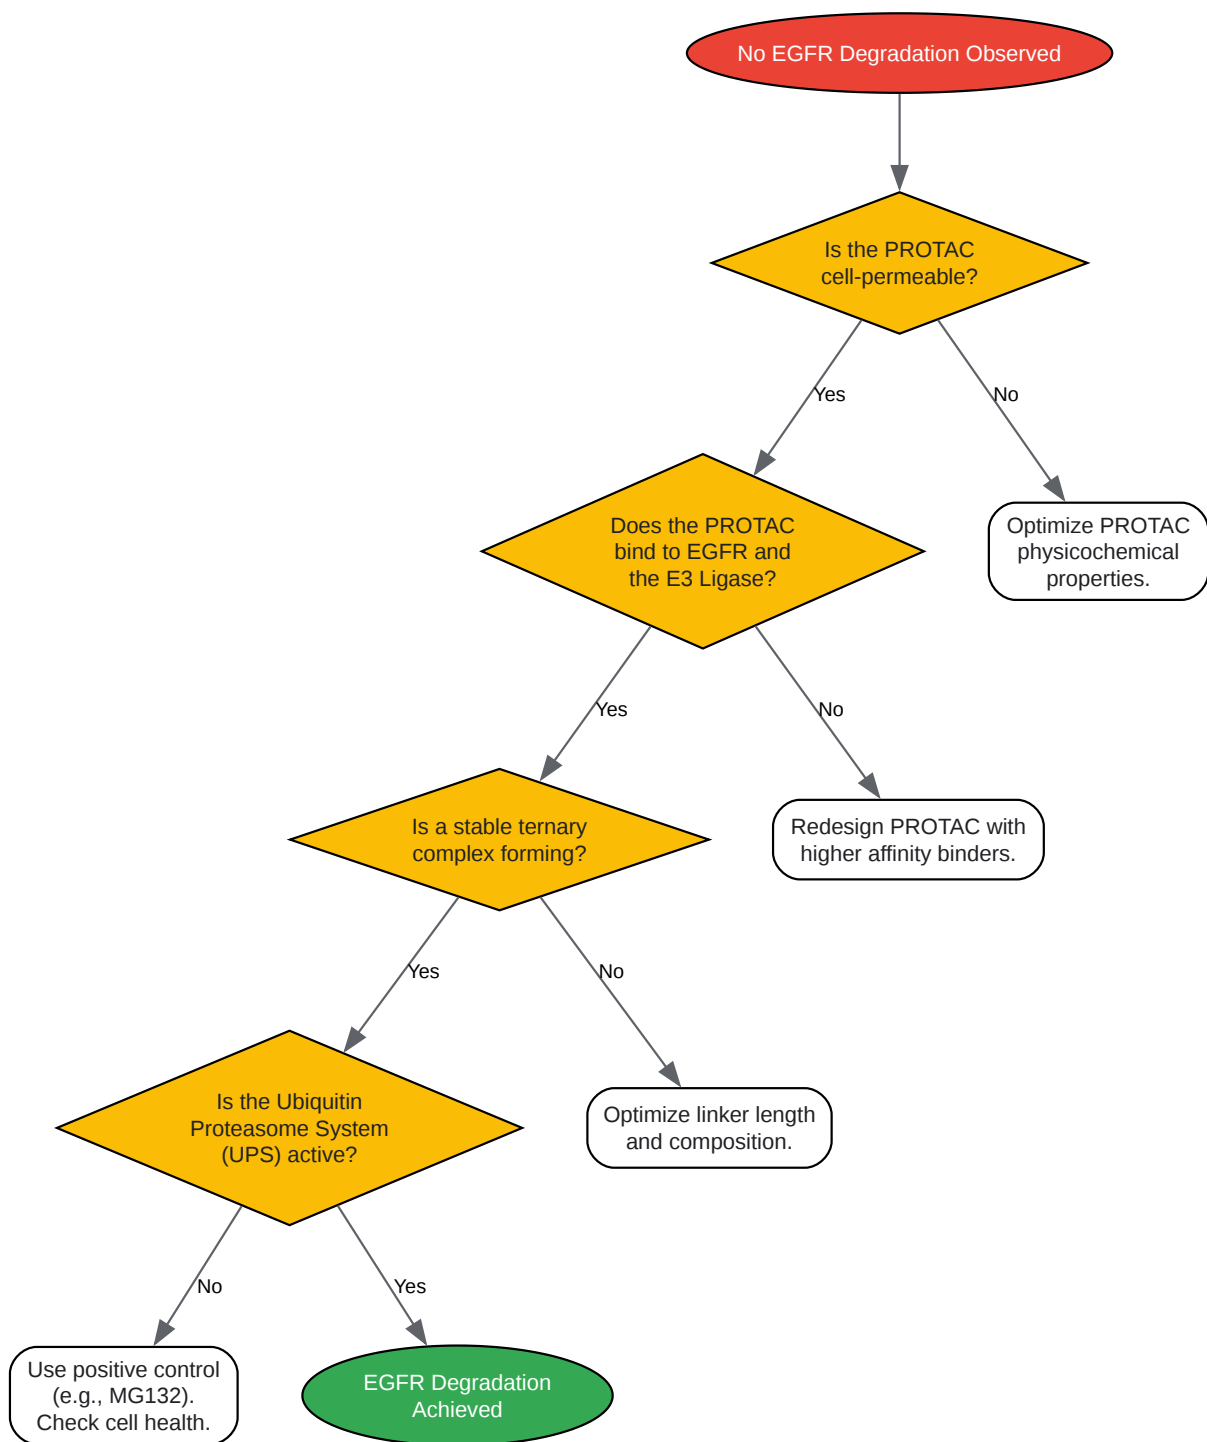 No EGFR Degradation Observed
Is the PROTAC
cell-permeable?
Yes
No
Does the PROTAC
bind to EGFR and
the E3 Ligase?
Optimize PROTAC
physicochemical
properties.
Yes
No
Is a stable ternary
complex forming?
Redesign PROTAC with
higher affinity binders.
Yes
No
Is the Ubiquitin
Proteasome System
(UPS) active?
Optimize linker length
and composition.
No
Yes
Use positive control
(e.g., MG132).
Check cell health.
EGFR Degradation
Achieved